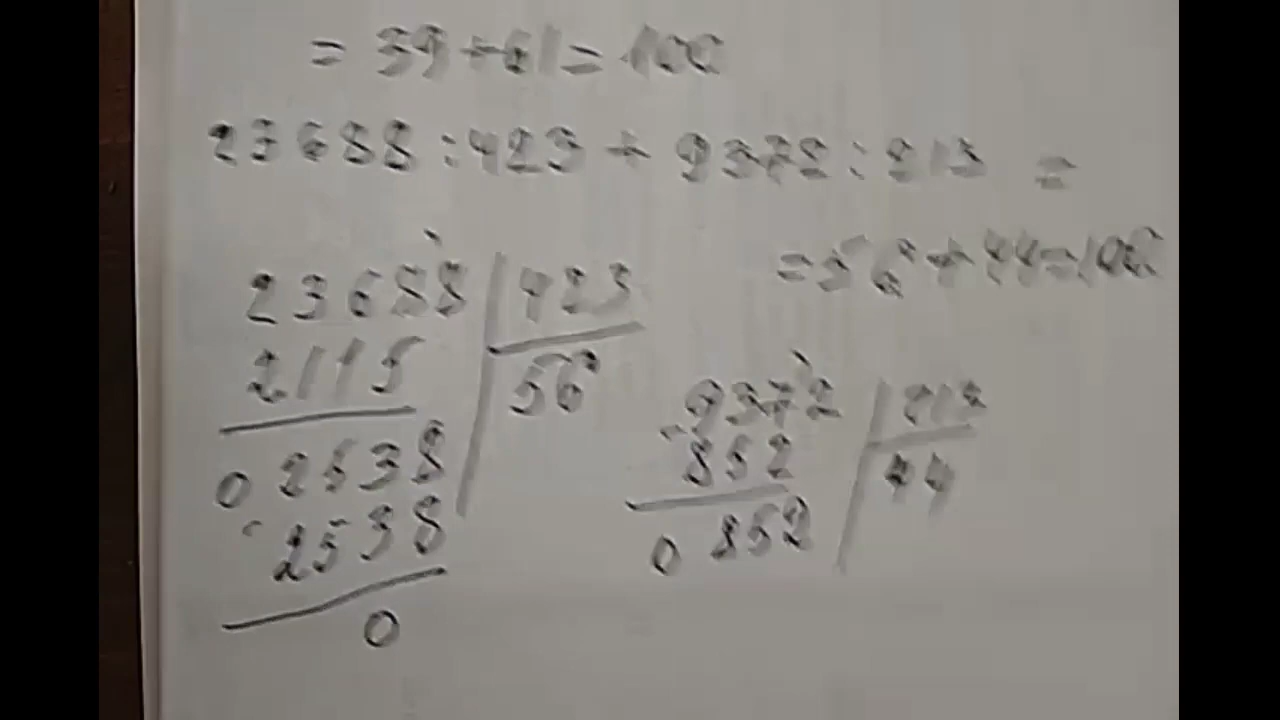 = 39 + 61 = 100
23688 : 423 + 9372 : 213 =
= 56 + 44 = 100
23688 | 423
2115 | 56
0 2538
2538
0
9372 | 213
852 | 44
0 852